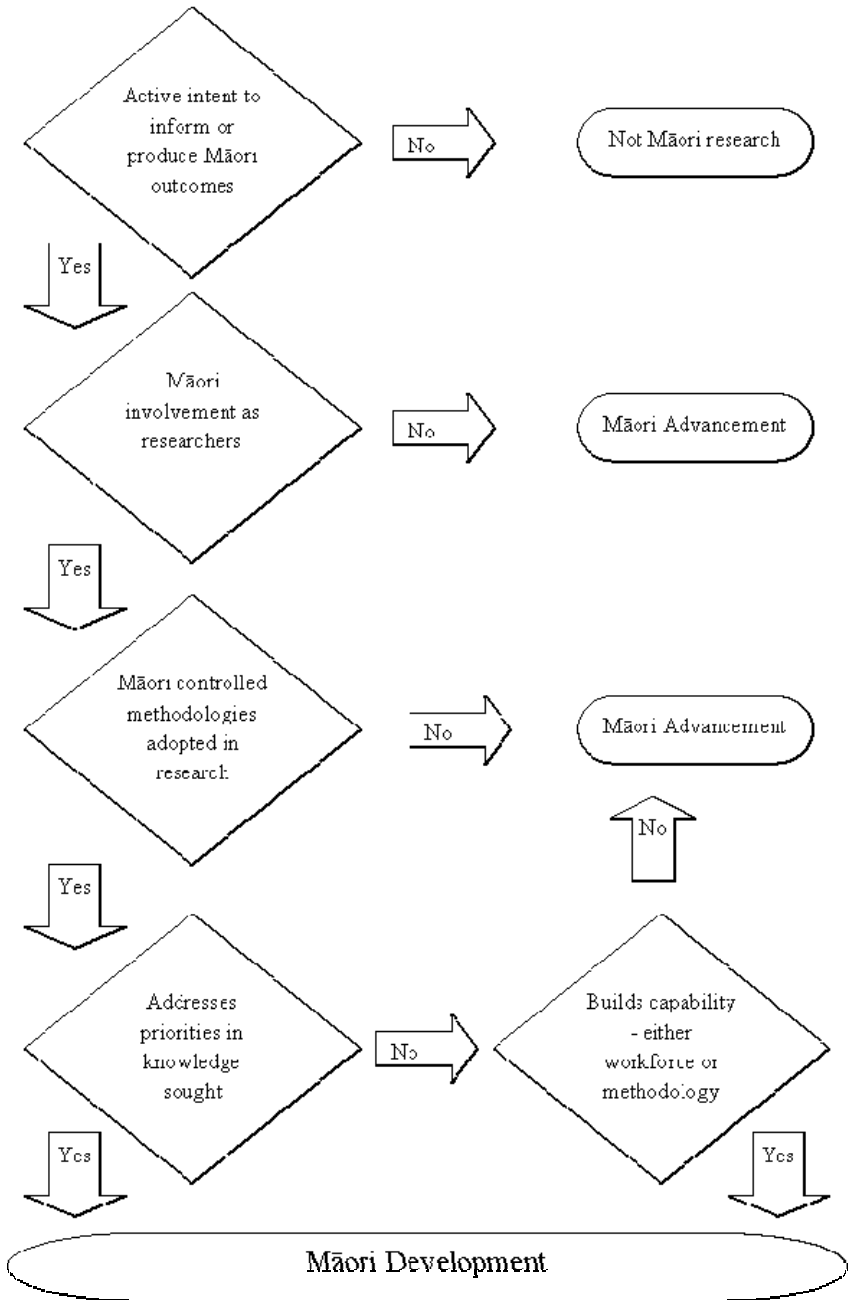 Active intent to
inform or
produce Māori
outcomes
No
Not Māori research
Yes
Māori
involvement as
researchers
No
Māori Advancement
Yes
Māori controlled
methodologies
adopted in
research
No
Māori Advancement
No
Yes
Addresses
priorities in
knowledge
sought
No
Builds capability
- either
workforce or
methodology
Yes
Yes
Māori Development